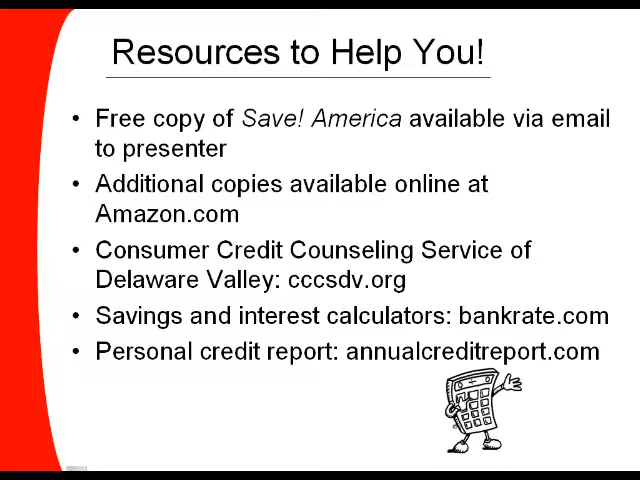 Resources to Help You!
• Free copy of Save! America available via email
to presenter
• Additional copies available online at
Amazon.com
• Consumer Credit Counseling Service of
Delaware Valley: cccsdv.org
• Savings and interest calculators: bankrate.com
• Personal credit report: annualcreditreport.com